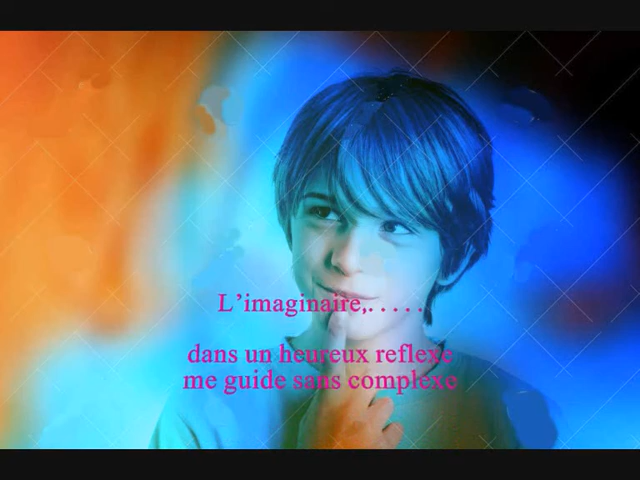 L’imaginaire,.....
dans un heureux reflexe
me guide sans complexe